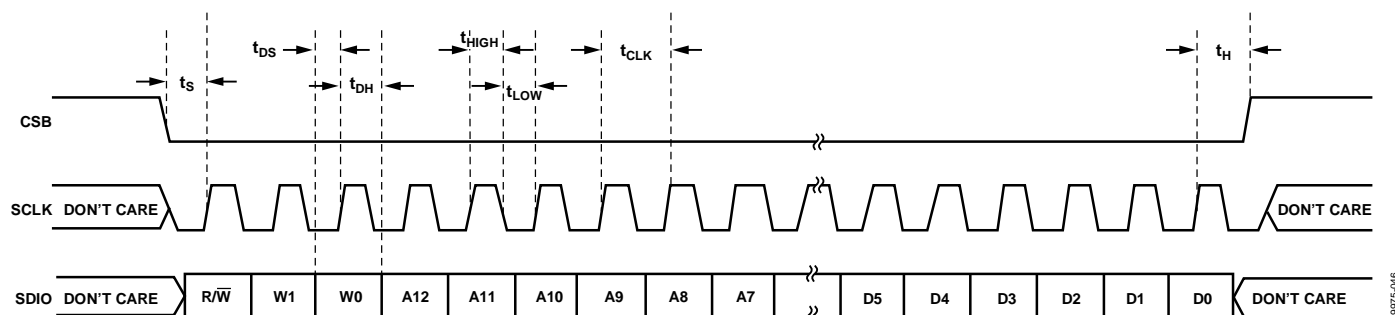 tDS
tHIGH
tCLK
tH
tS
tDH
tLOW
CSB
SCLK DON'T CARE
DON'T CARE
SDIO DON'T CARE R/W̅ W1 W0 A12 A11 A10 A9 A8 A7 D5 D4 D3 D2 D1 D0 DON'T CARE